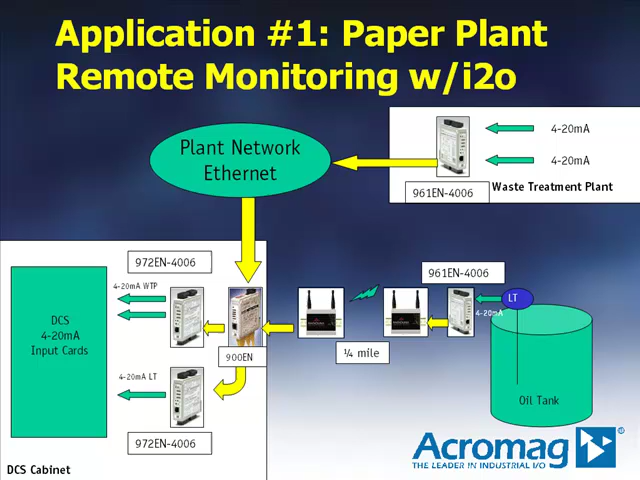 Application #1: Paper Plant
Remote Monitoring w/i2o
Plant Network
Ethernet
4-20mA
4-20mA
961EN-4006
Waste Treatment Plant
972EN-4006
4-20mA WTP
DCS
4-20mA
Input Cards
900EN
4-20mA LT
972EN-4006
DCS Cabinet
961EN-4006
LT
4-20mA
¼ mile
Oil Tank
Acromag
THE LEADER IN INDUSTRIAL I/O